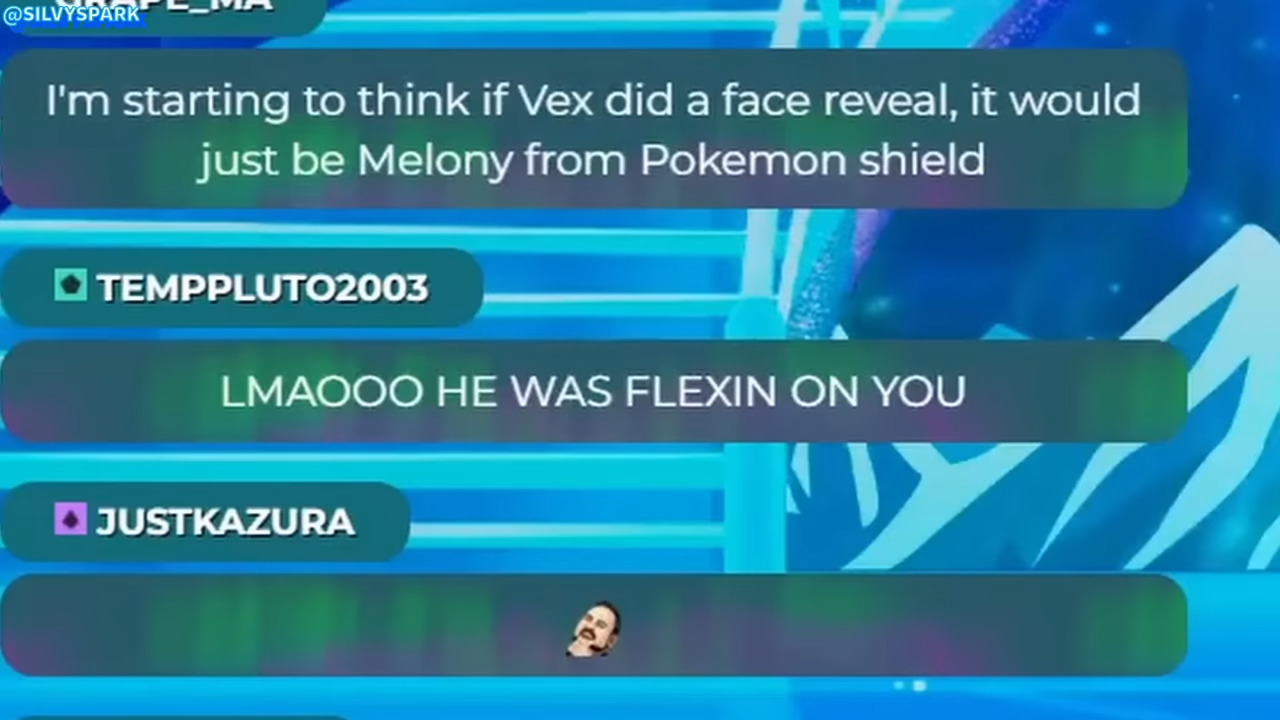 @SILVYSPARK
GRAPE_MA
I'm starting to think if Vex did a face reveal, it would
just be Melony from Pokemon shield
TEMPPLUTO2003
LMAOOO HE WAS FLEXIN ON YOU
JUSTKAZURA